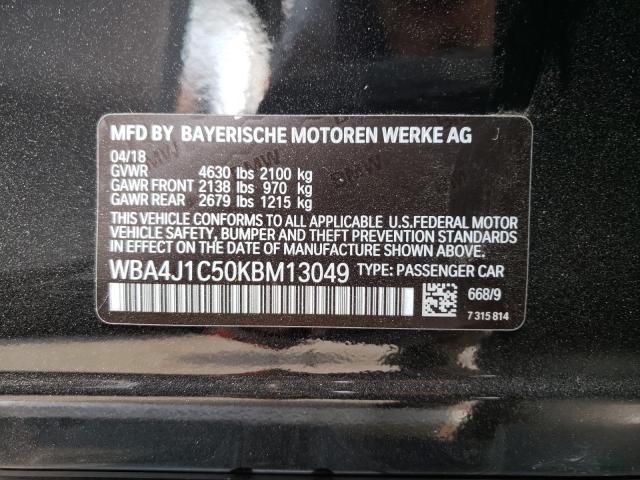 MFD BY BAYERISCHE MOTOREN WERKE AG J
04/18
GVWR 4630 lbs 2100 kg
GAWR FRONT 2138 lbs 970 kg
GAWR REAR 2679 lbs 1215 kg
THIS VEHICLE CONFORMS TO ALL APPLICABLE U.S.FEDERAL MOTOR
VEHICLE SAFETY, BUMPER AND THEFT PREVENTION STANDARDS
IN EFFECT ON THE DATE OF MANUFACTURE SHOWN ABOVE.
WBA4J1C50KBM13049 TYPE: PASSENGER CAR
668/9
7 315 814